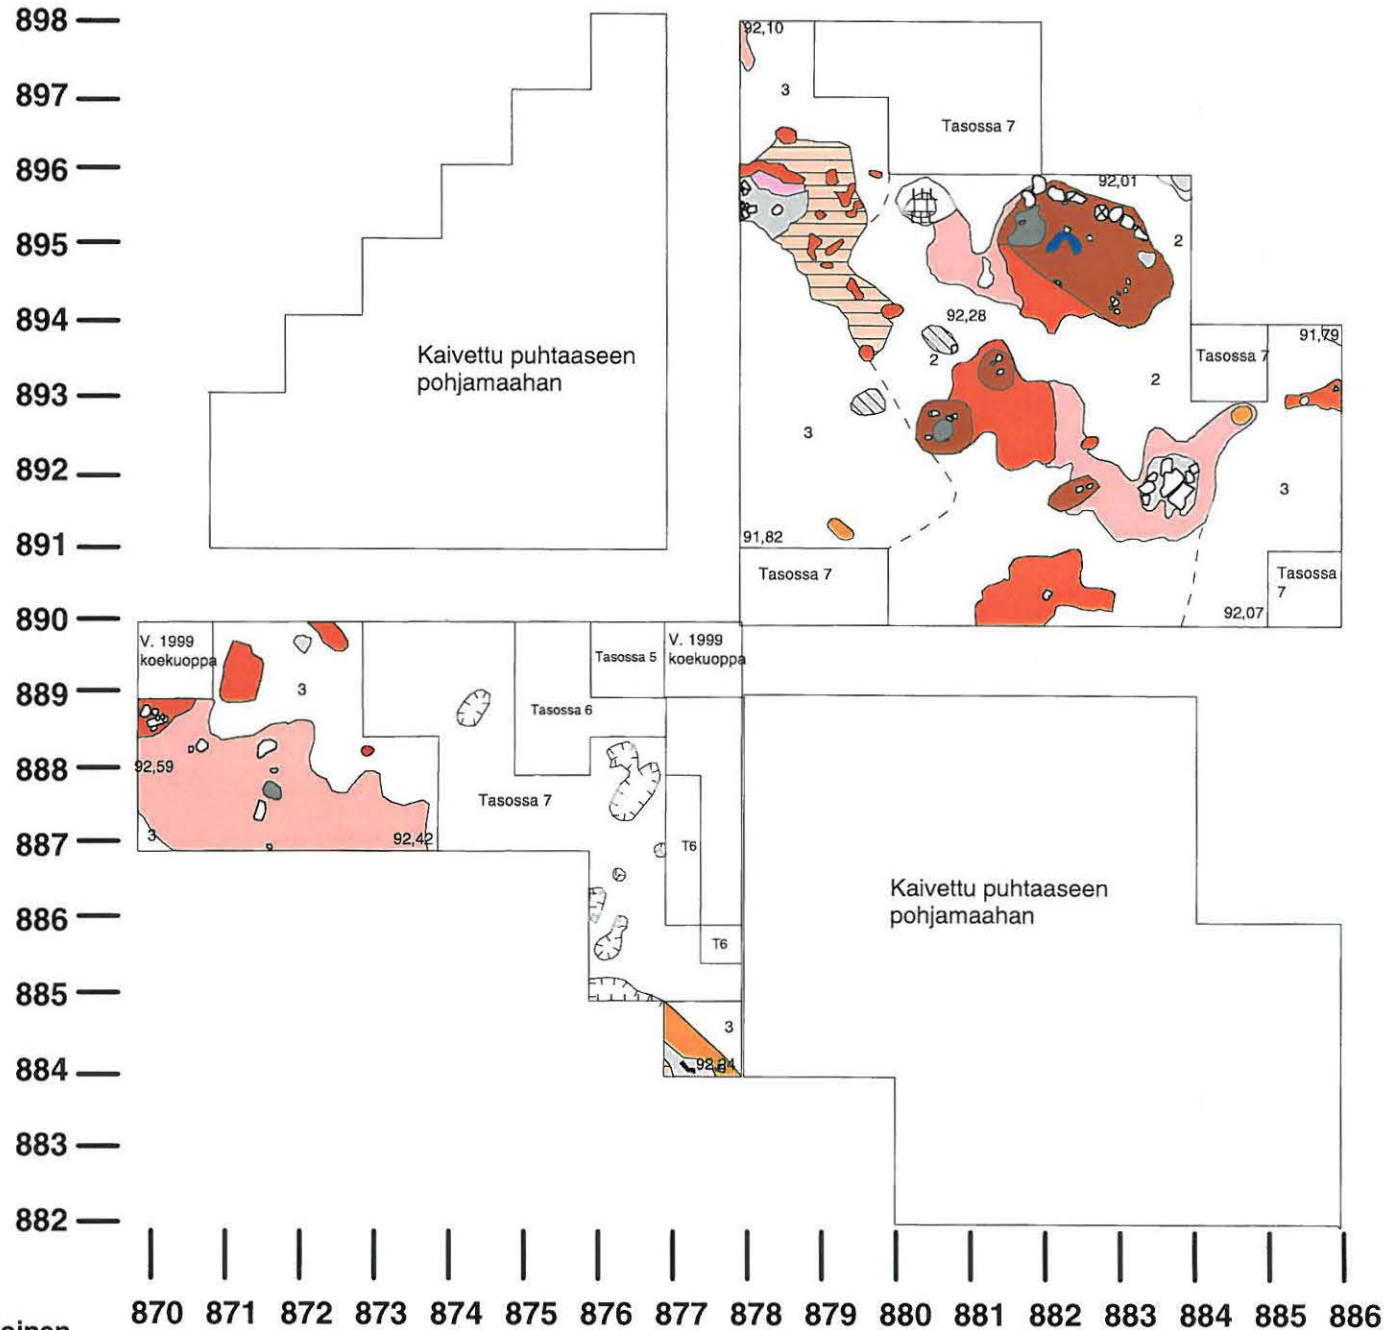 898
897
896
895
894
893
892
891
890
889
888
887
886
885
884
883
882
Kaivettu puhtaaseen
pohjamaahan
92,10
3
Tasossa 7
92,01
2
92,28
2
2
Tasossa 7
91,79
3
3
91,82
Tasossa 7
Tasossa
7
92,07
V. 1999
koekuoppa
3
Tasossa 5
V. 1999
koekuoppa
Tasossa 6
92,59
Tasossa 7
3
92,42
T6
T6
3
Kaivettu puhtaaseen
pohjamaahan
870 871 872 873 874 875 876 877 878 879 880 881 882 883 884 885 886